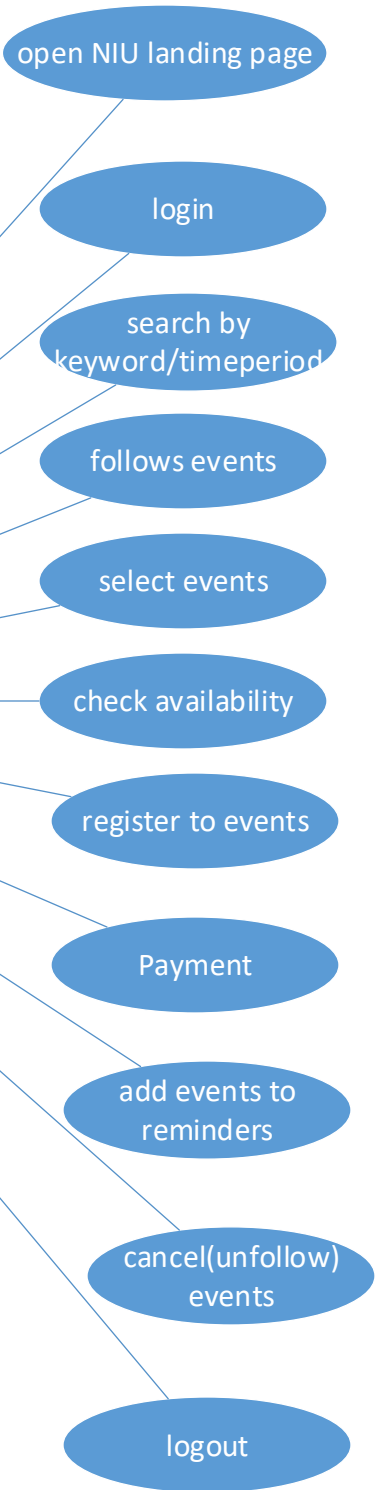 open NIU landing page
login
search by
keyword/timeperiod
follows events
select events
check availability
register to events
Payment
add events to
reminders
cancel(unfollow)
events
logout